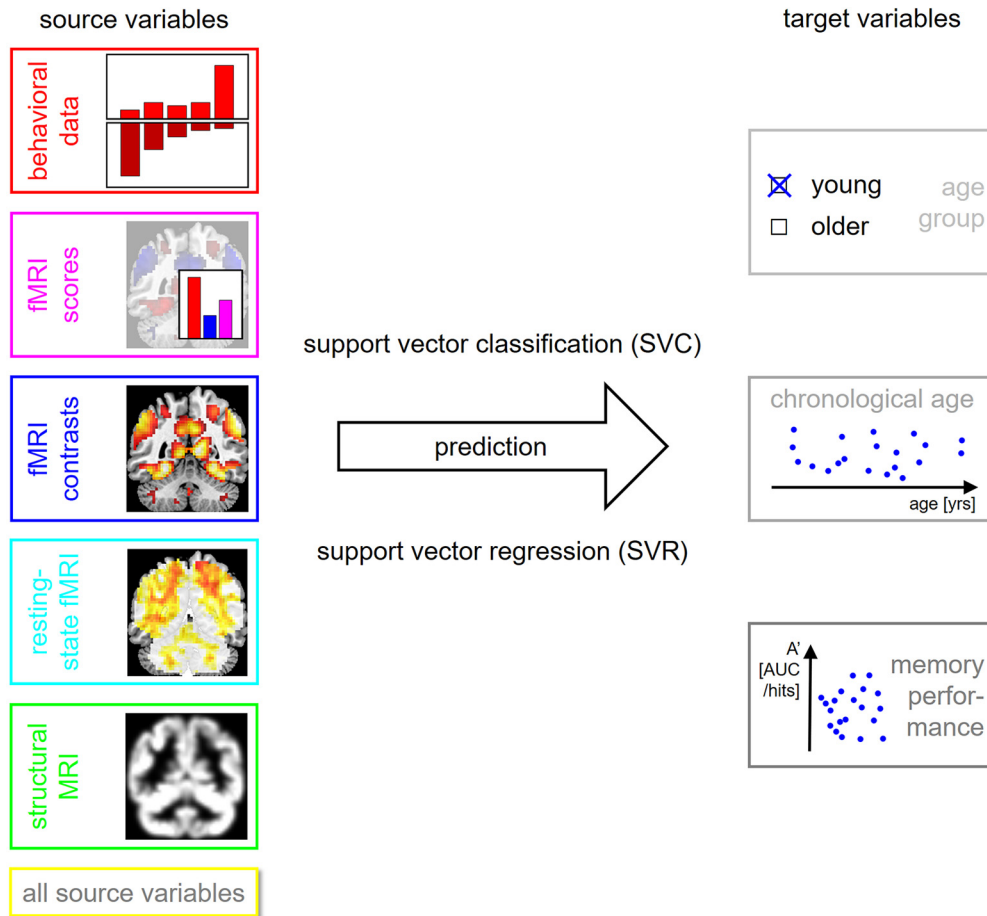 source variables
target variables
behavioral
data
fMRI
scores
fMRI
contrasts
resting-
state fMRI
structural
MRI
all source variables
support vector classification (SVC)
prediction
support vector regression (SVR)
young
older
age
group
chronological age
age [yrs]
A'
[AUC
/hits]
memory
perfor-
mance